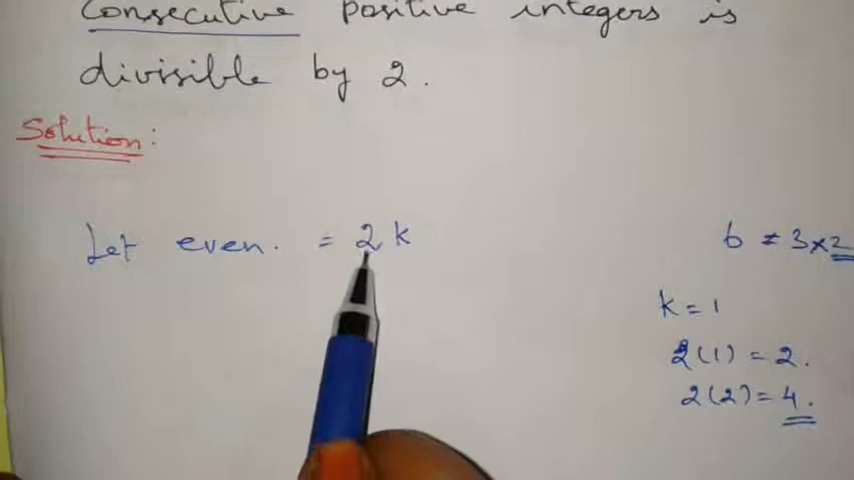 Consecutive positive integers is
divisible by 2.
Solution:
Let even. = 2k
6 = 3×2
k = 1
2(1) = 2.
2(2) = 4.